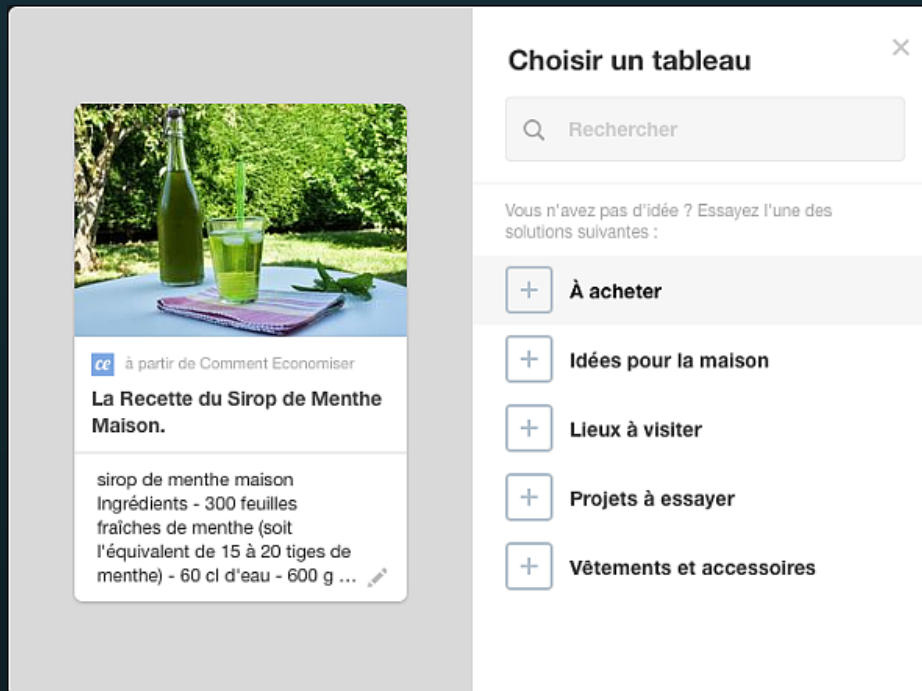 ce à partir de Comment Economiser
La Recette du Sirop de Menthe
Maison.
sirop de menthe maison
Ingrédients - 300 feuilles
fraîches de menthe (soit
l'équivalent de 15 à 20 tiges de
menthe) - 60 cl d'eau - 600 g ...
Choisir un tableau
Rechercher
Vous n'avez pas d'idée ? Essayez l'une des
solutions suivantes :
À acheter
Idées pour la maison
Lieux à visiter
Projets à essayer
Vêtements et accessoires